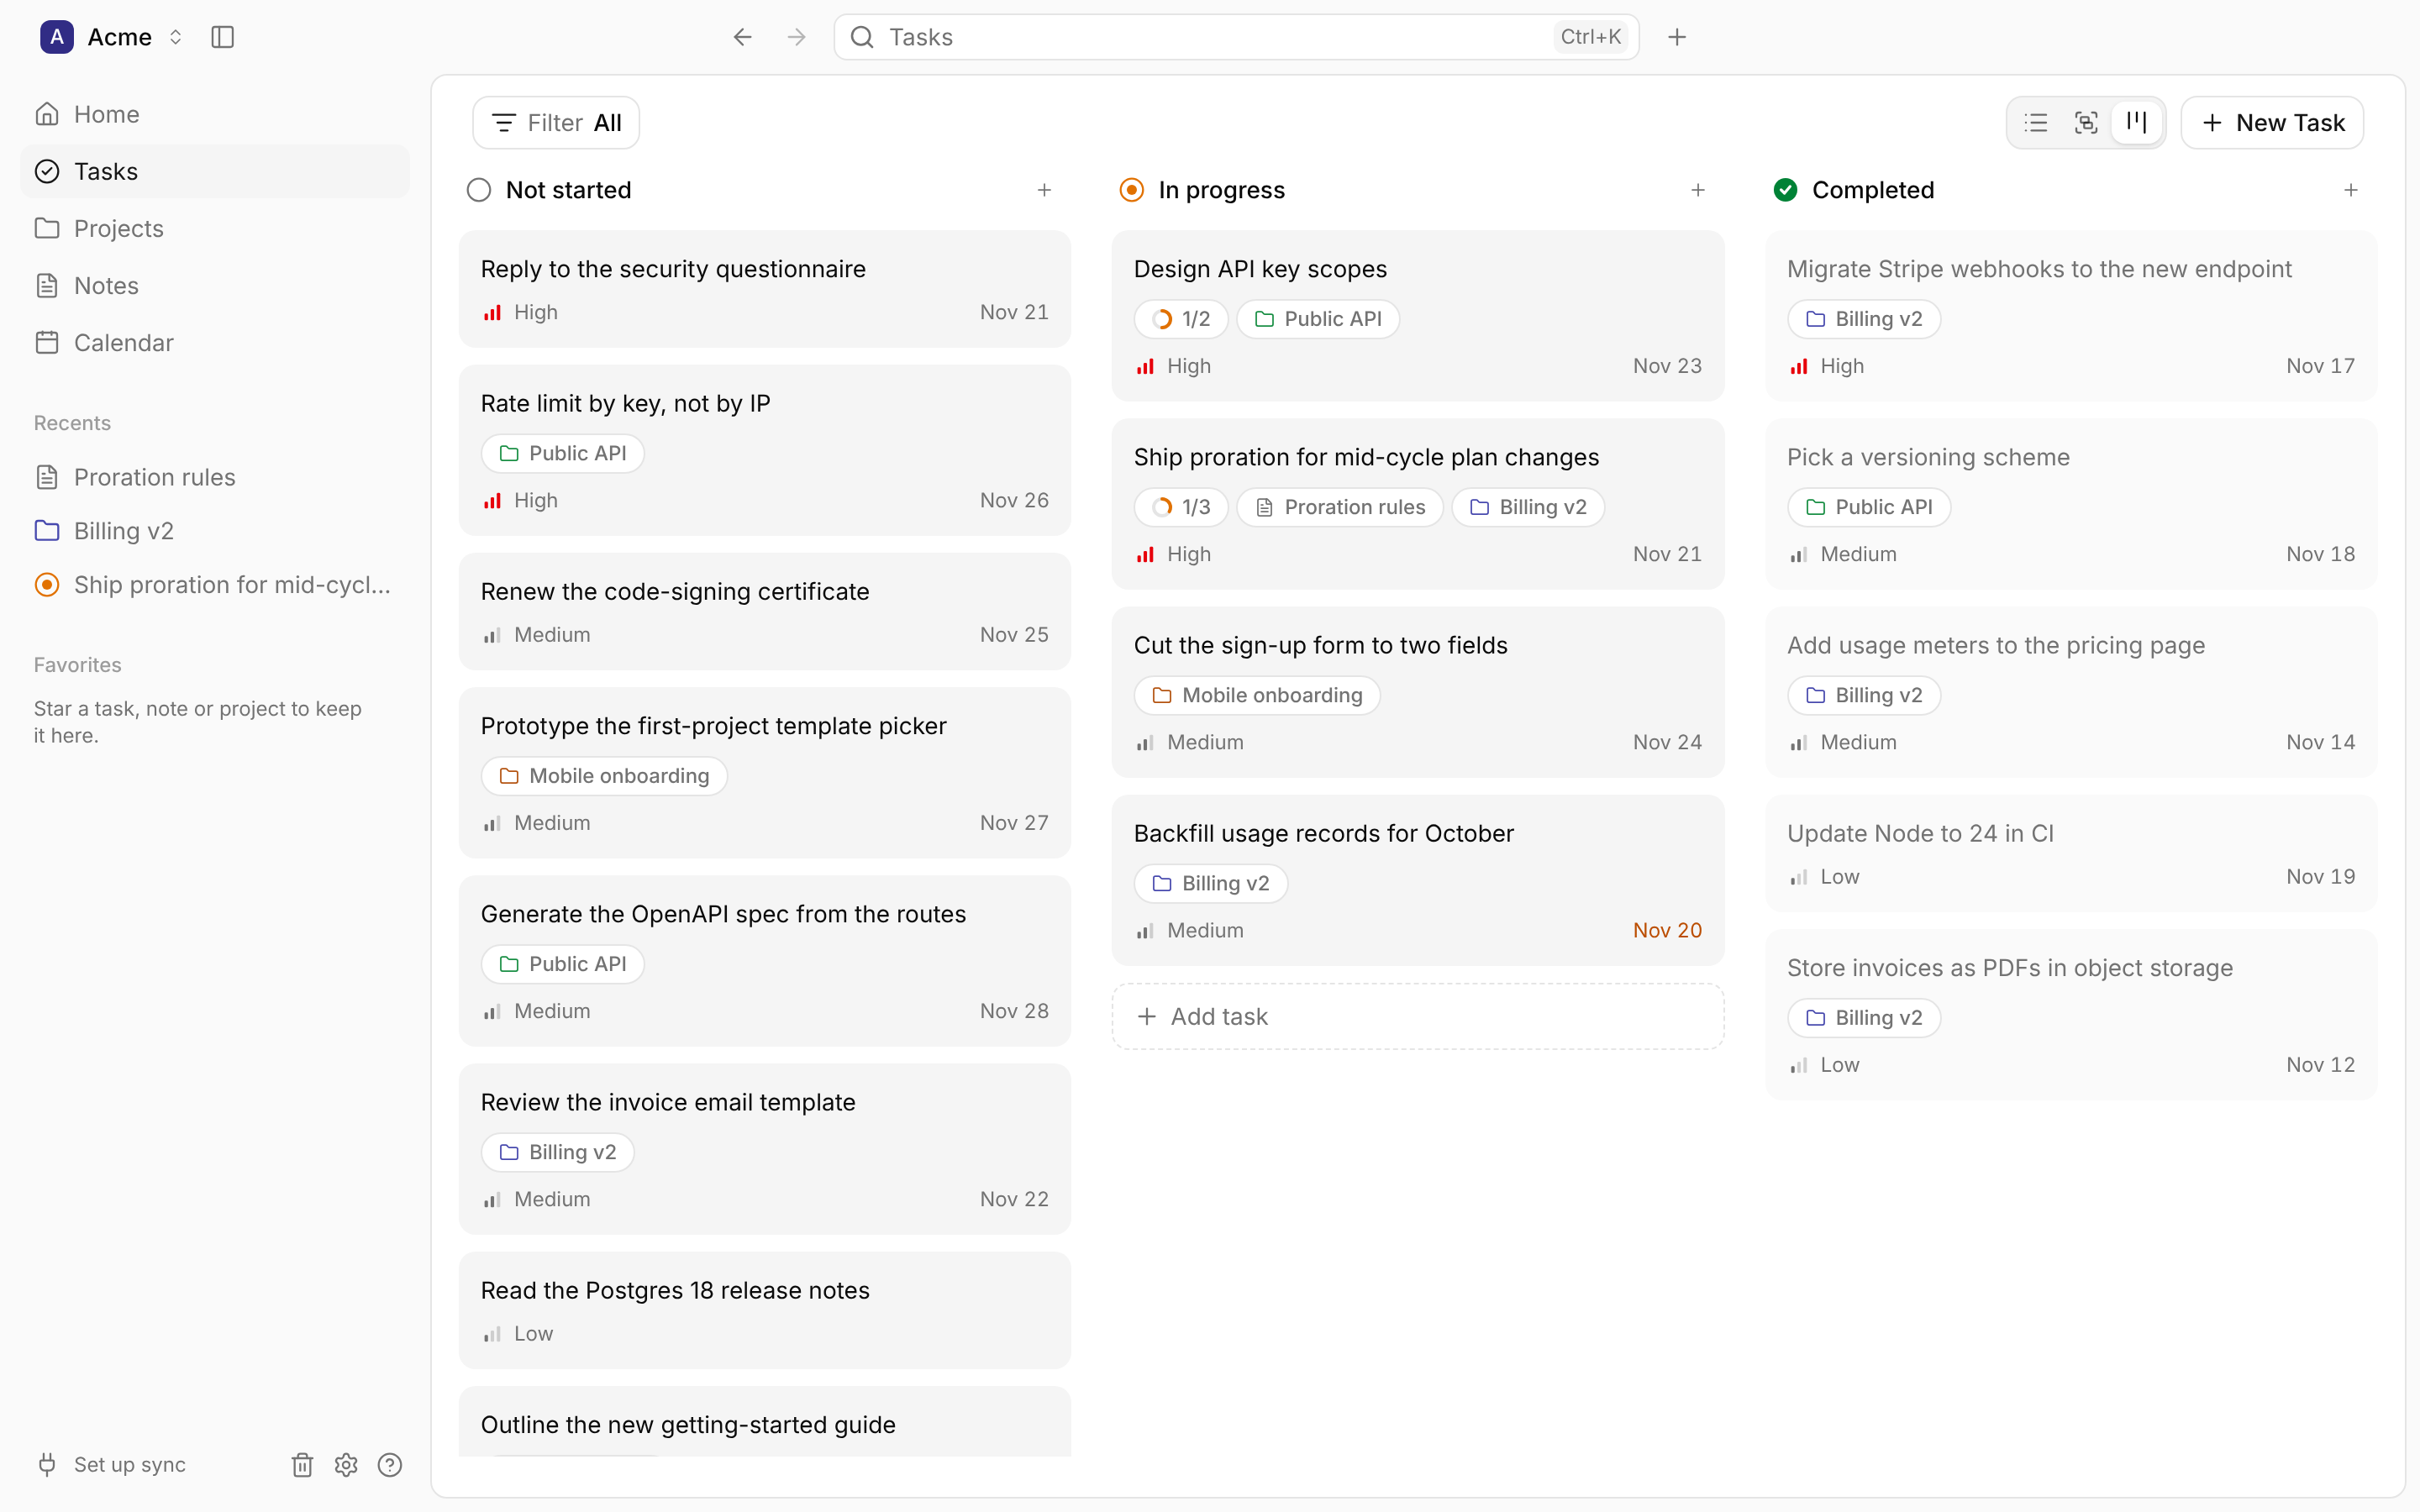 A Acme
Tasks Ctrl+K
Home
Tasks
Projects
Notes
Calendar
Recents
Proration rules
Billing v2
Ship proration for mid-cycl...
Favorites
Star a task, note or project to keep
it here.
Set up sync
Filter All
New Task
Not started
Reply to the security questionnaire
High Nov 21
Rate limit by key, not by IP
Public API
High Nov 26
Renew the code-signing certificate
Medium Nov 25
Prototype the first-project template picker
Mobile onboarding
Medium Nov 27
Generate the OpenAPI spec from the routes
Public API
Medium Nov 28
Review the invoice email template
Billing v2
Medium Nov 22
Read the Postgres 18 release notes
Low
Outline the new getting-started guide
In progress
Design API key scopes
1/2 Public API
High Nov 23
Ship proration for mid-cycle plan changes
1/3 Proration rules Billing v2
High Nov 21
Cut the sign-up form to two fields
Mobile onboarding
Medium Nov 24
Backfill usage records for October
Billing v2
Medium Nov 20
Add task
Completed
Migrate Stripe webhooks to the new endpoint
Billing v2
High Nov 17
Pick a versioning scheme
Public API
Medium Nov 18
Add usage meters to the pricing page
Billing v2
Medium Nov 14
Update Node to 24 in CI
Low Nov 19
Store invoices as PDFs in object storage
Billing v2
Low Nov 12